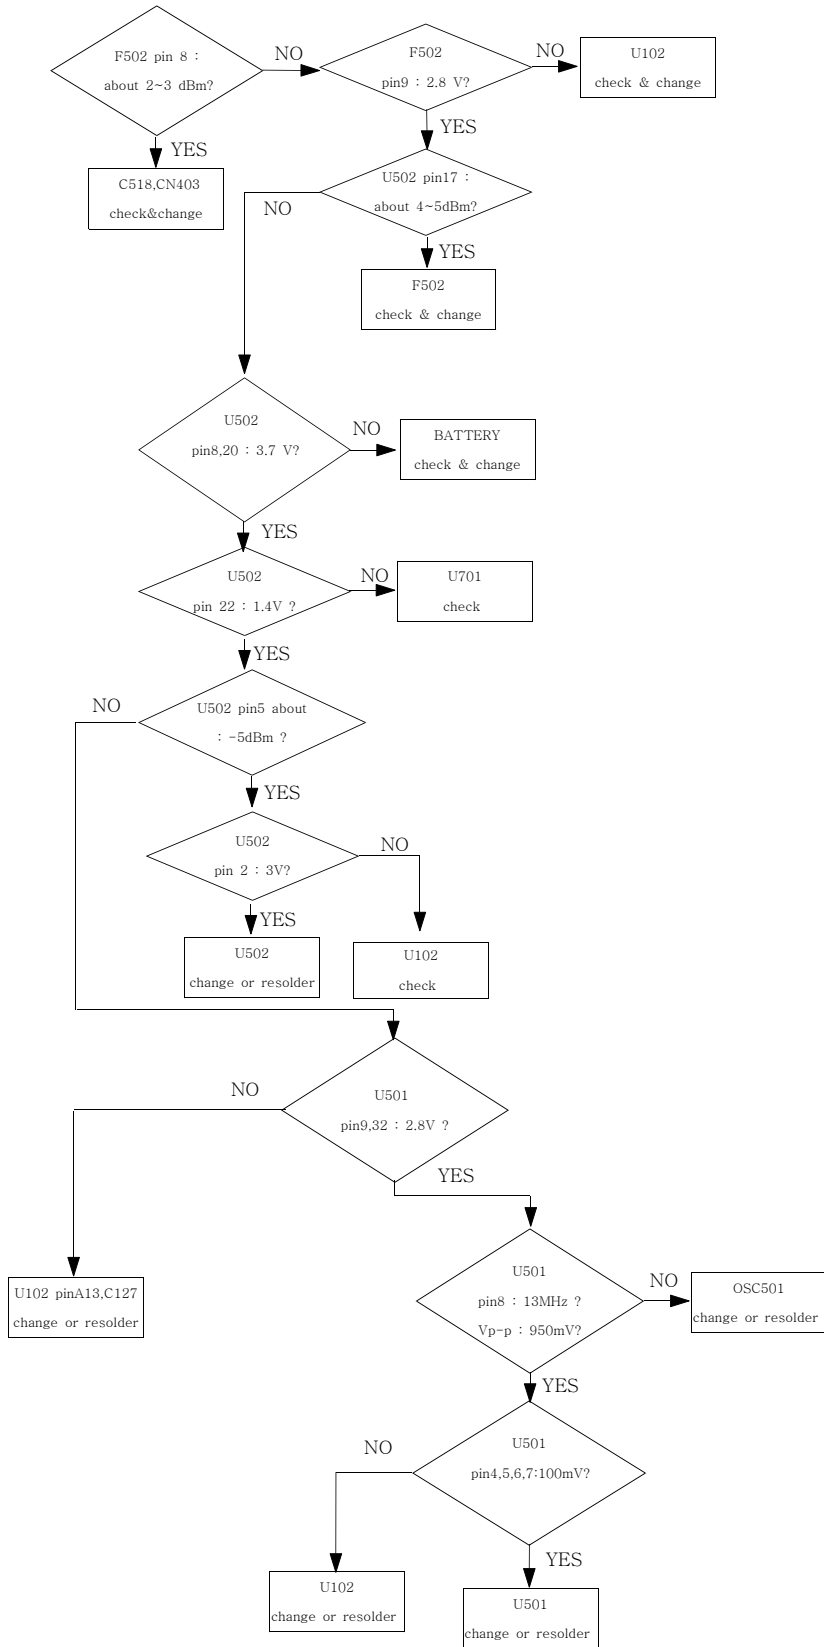 F502 pin 8 :
about 2~3 dBm?
NO
F502
pin9 : 2.8 V?
NO
U102
check & change
YES
YES
C518,CN403
check&change
U502 pin17 :
about 4~5dBm?
NO
YES
F502
check & change
U502
pin8,20 : 3.7 V?
NO
BATTERY
check & change
YES
U502
pin 22 : 1.4V ?
NO
U701
check
YES
NO
U502 pin5 about
: -5dBm ?
YES
U502
pin 2 : 3V?
NO
YES
U502
change or resolder
U102
check
NO
U501
pin9,32 : 2.8V ?
YES
U102 pinA13,C127
change or resolder
U501
pin8 : 13MHz ?
Vp-p : 950mV?
NO
OSC501
change or resolder
YES
NO
U501
pin4,5,6,7:100mV?
YES
U102
change or resolder
U501
change or resolder